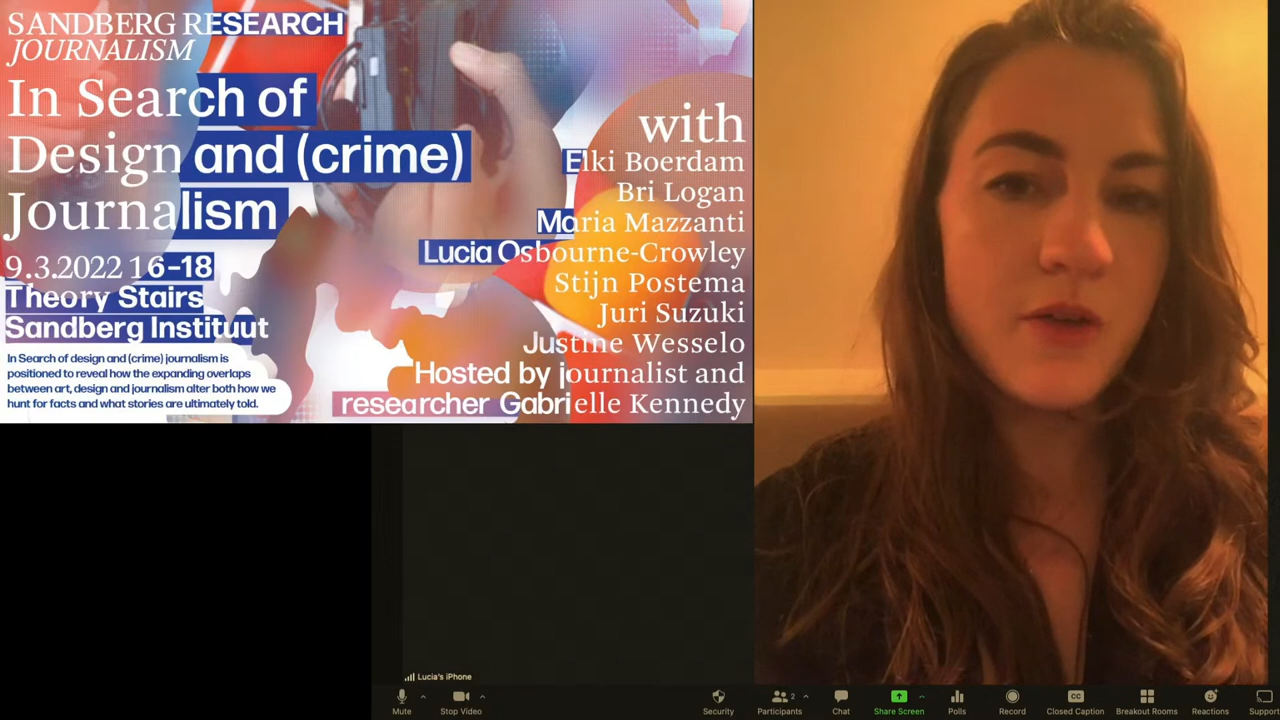 SANDBERG RESEARCH
JOURNALISM
In Search of
Design and (crime)
Journalism
9.3.2022 16-18
Theory Stairs
Sandberg Instituut
In Search of design and (crime) journalism is
positioned to reveal how the expanding overlaps
between art, design and journalism alter both how we
hunt for facts and what stories are ultimately told.
with
Elki Boerdam
Bri Logan
Maria Mazzanti
Lucia Osbourne-Crowley
Stijn Postema
Juri Suzuki
Justine Wesselo
Hosted by journalist and
researcher Gabrielle Kennedy
Lucia's iPhone
Mute
Stop Video
Security
Participants
2
Chat
Share Screen
Polls
Record
CC
Closed Caption
Breakout Rooms
Reactions
Support